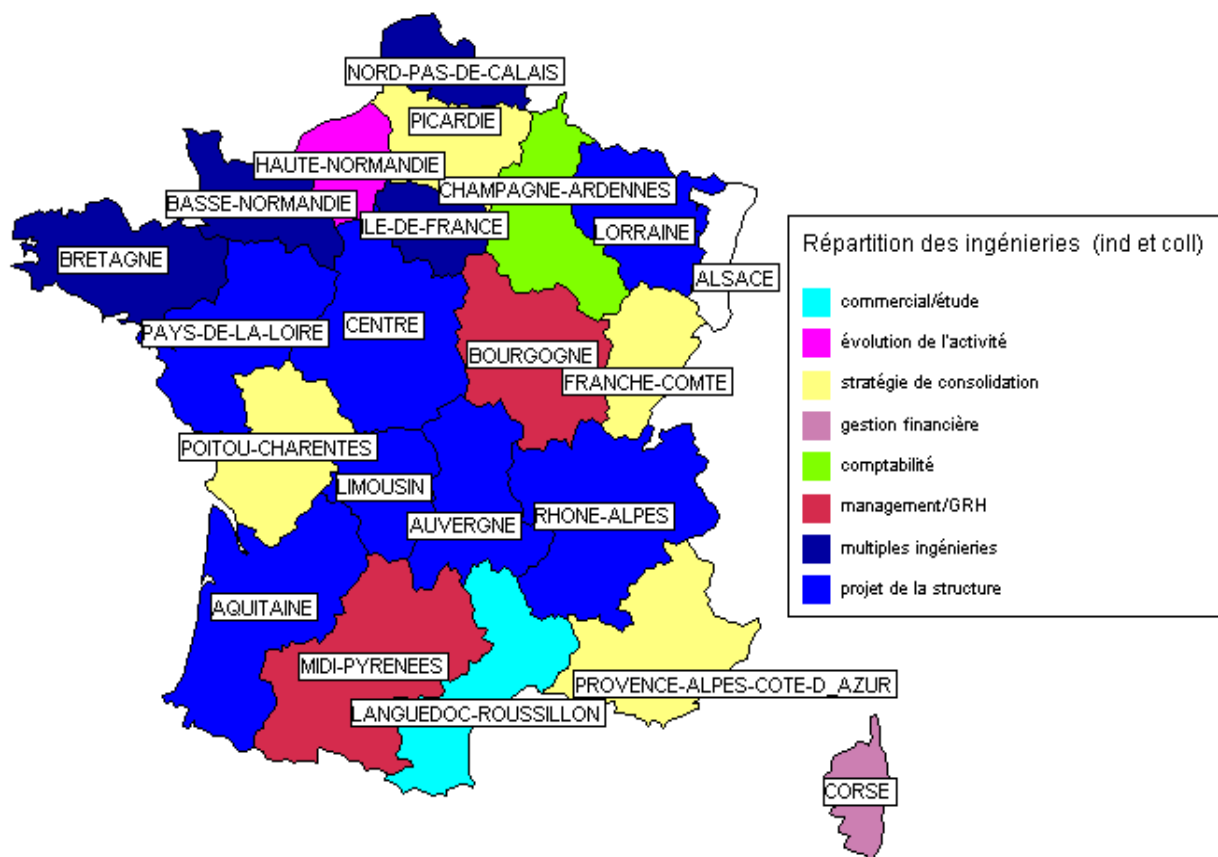 NORD-PAS-DE-CALAIS
PICARDIE
HAUTE-NORMANDIE
CHAMPAGNE-ARDENNES
BASSE-NORMANDIE
ILE-DE-FRANCE
LORRAINE
BRETAGNE
ALSACE
PAYS-DE-LA-LOIRE
CENTRE
BOURGOGNE
FRANCHE-COMTE
POITOU-CHARENTES
LIMOUSIN
AUVERGNE
RHONE-ALPES
AQUITAINE
MIDI-PYRENEES
PROVENCE-ALPES-COTE-D_AZUR
LANGUEDOC-ROUSSILLON
CORSE
Répartition des ingénieries (ind et coll)
commercial/étude
évolution de l'activité
stratégie de consolidation
gestion financière
comptabilité
management/GRH
multiples ingénieries
projet de la structure